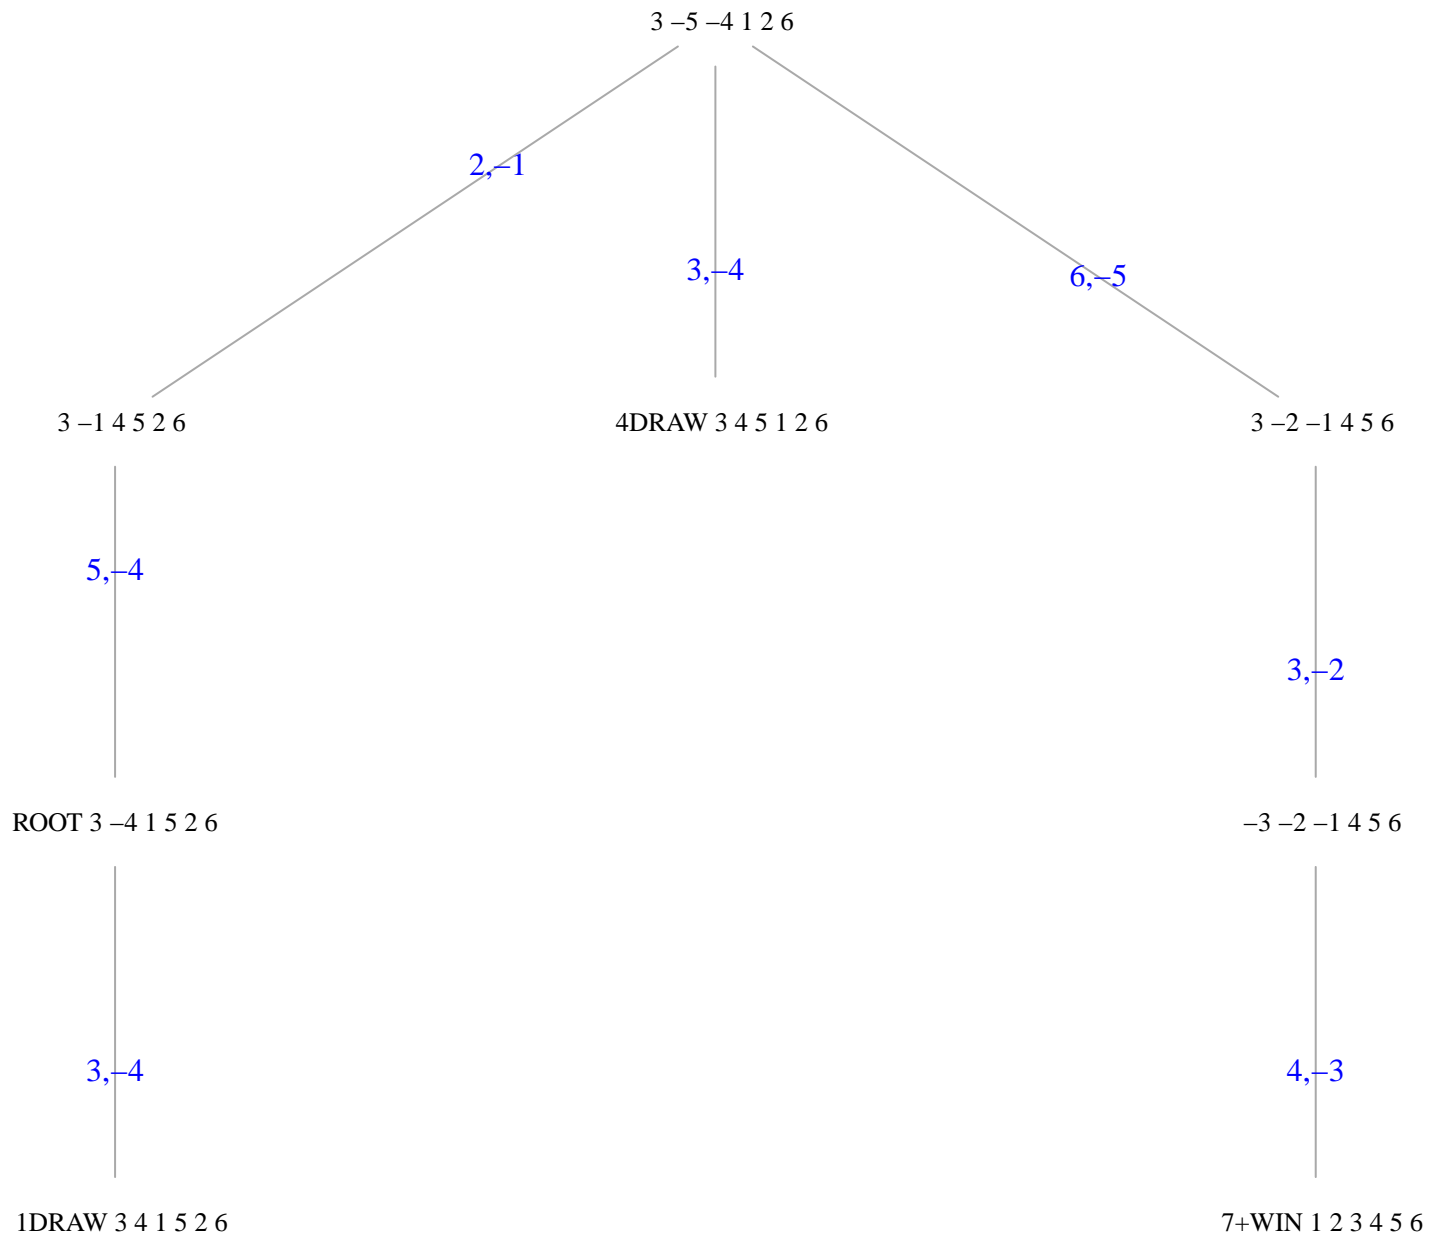 3 –5 –4 1 2 6
2,–1
3,–4
6,–5
3 –1 4 5 2 6
4DRAW 3 4 5 1 2 6
3 –2 –1 4 5 6
5,–4
3,–2
ROOT 3 –4 1 5 2 6
–3 –2 –1 4 5 6
3,–4
4,–3
1DRAW 3 4 1 5 2 6
7+WIN 1 2 3 4 5 6